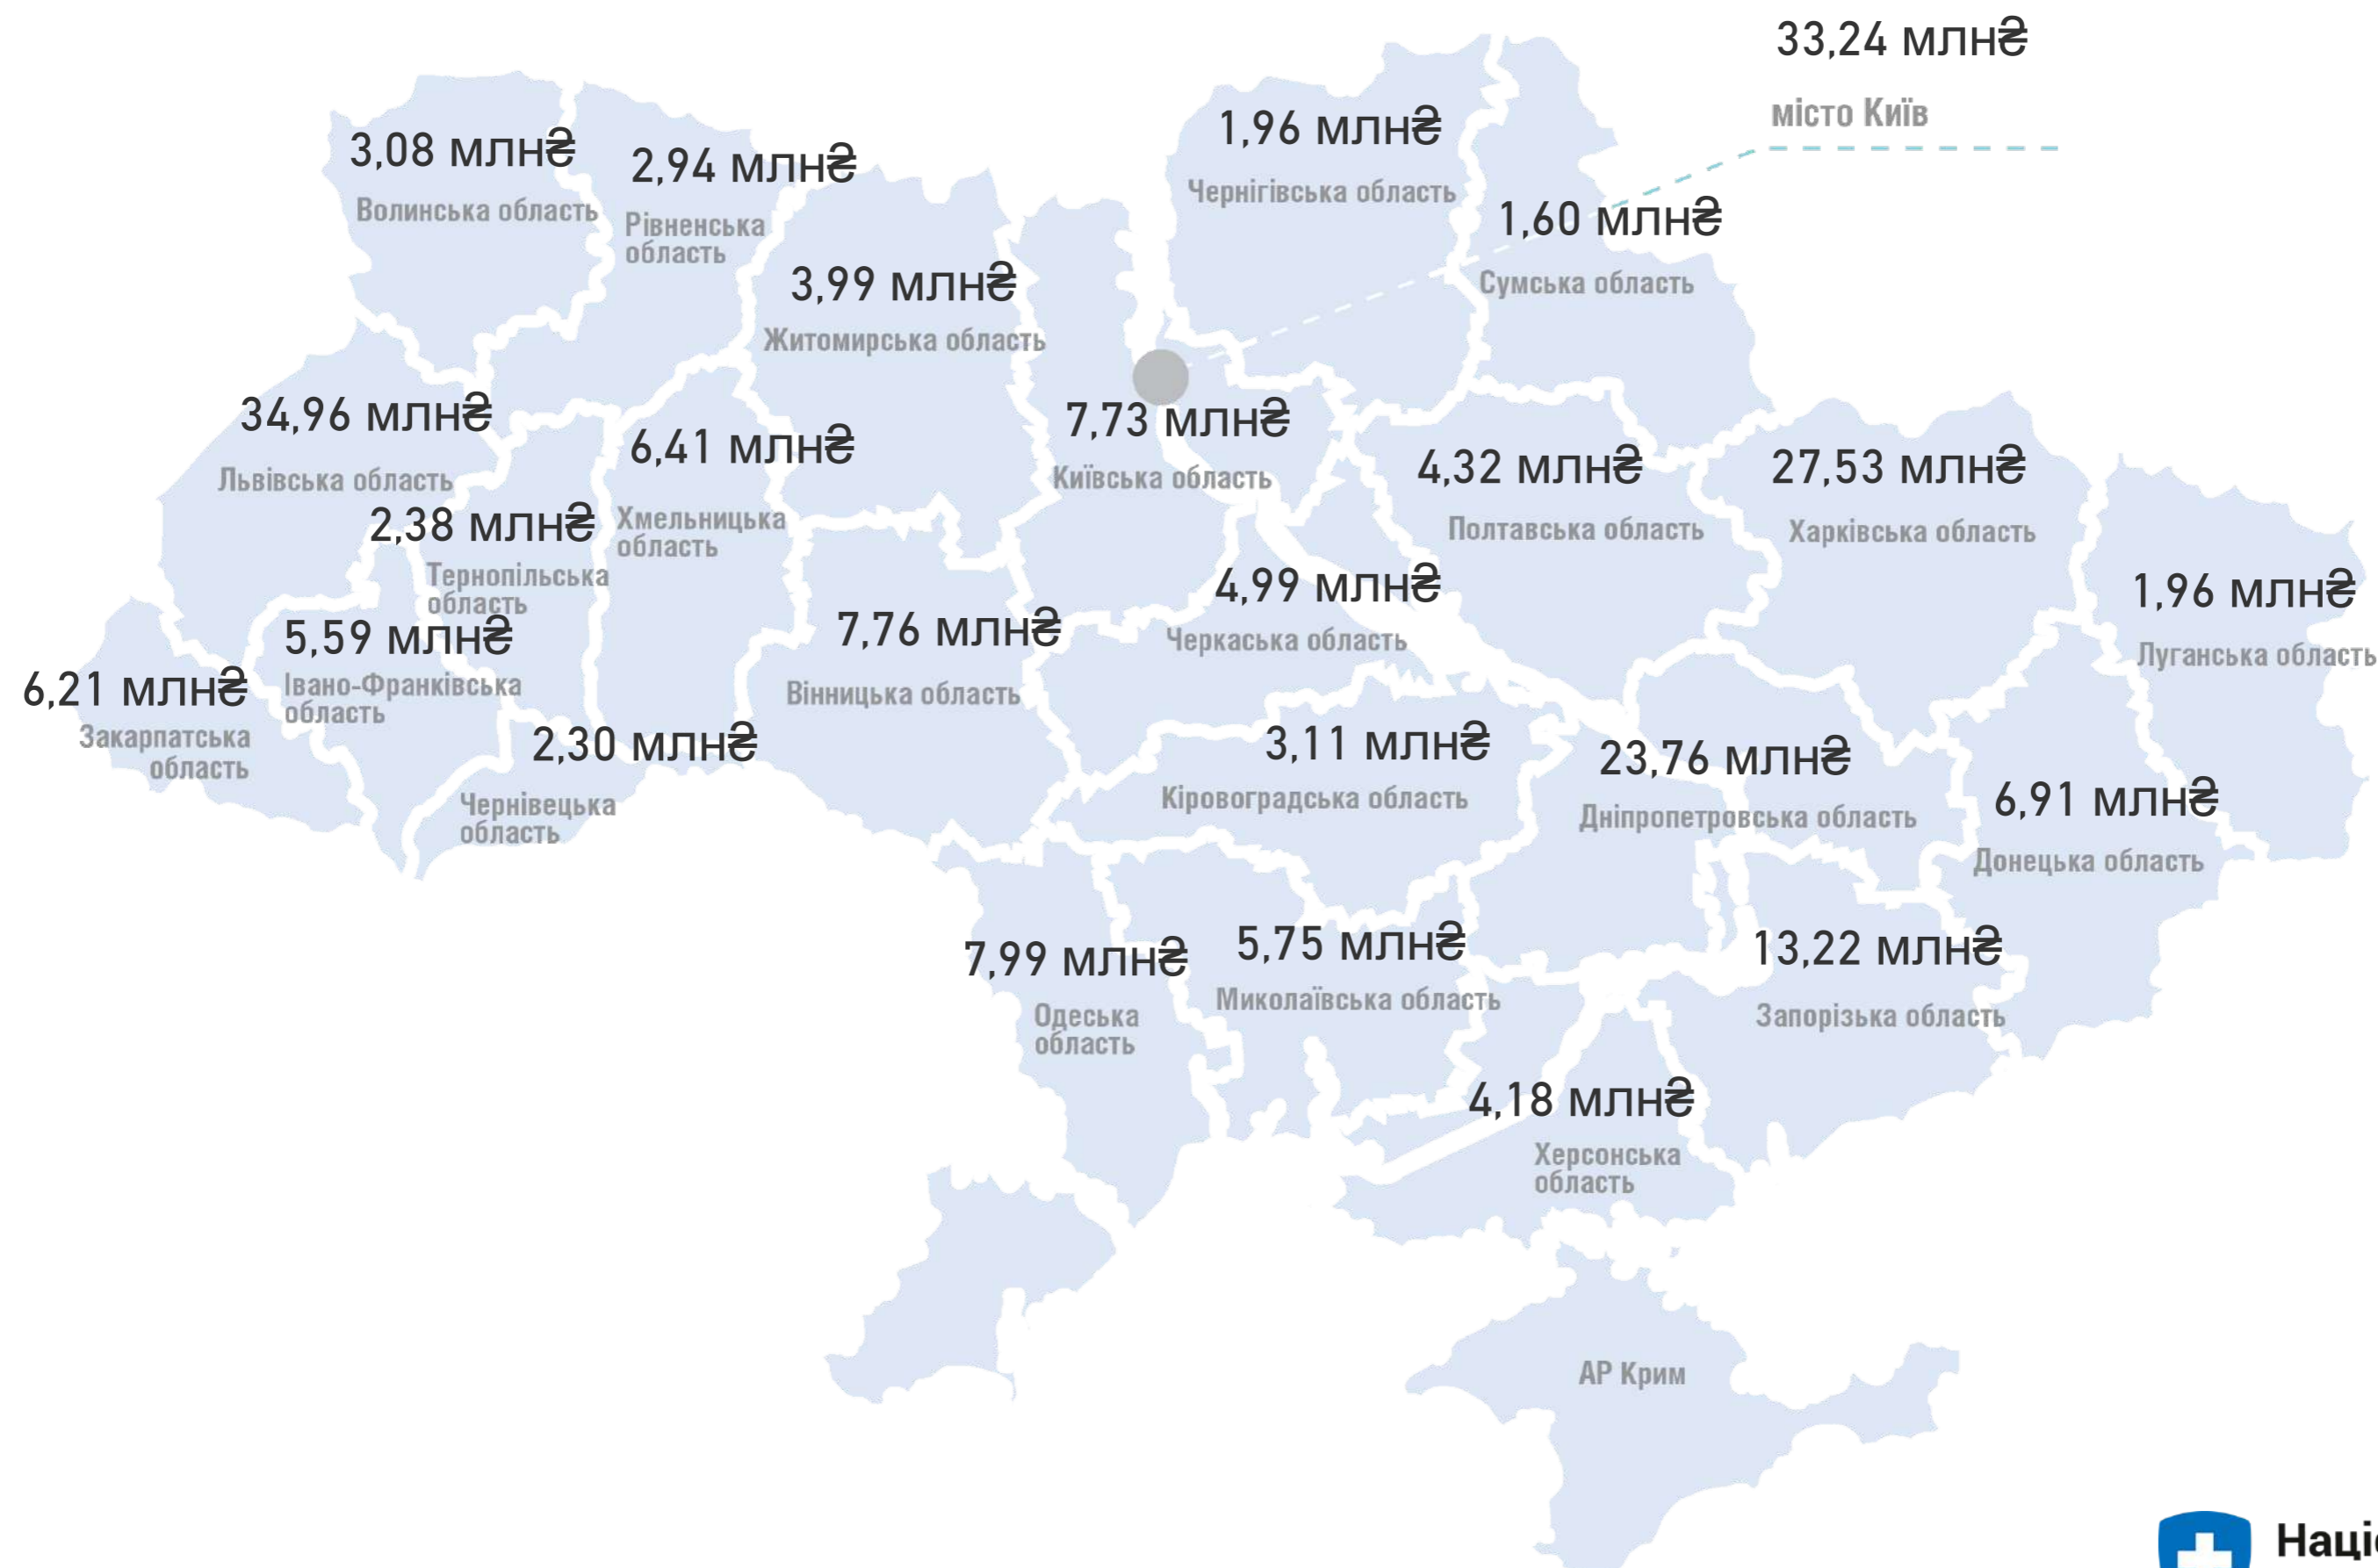 33,24 млн₴
місто Київ
1,96 млн₴
Чернігівська область
3,08 млн₴
Волинська область
2,94 млн₴
Рівненська
область
1,60 млн₴
Сумська область
3,99 млн₴
Житомирська область
34,96 млн₴
Львівська область
6,41 млн₴
Хмельницька
область
7,73 млн₴
Київська область
4,32 млн₴
Полтавська область
27,53 млн₴
Харківська область
2,38 млн₴
Тернопільська
область
4,99 млн₴
Черкаська область
1,96 млн₴
Луганська область
5,59 млн₴
Івано-Франківська
область
7,76 млн₴
Вінницька область
6,21 млн₴
Закарпатська
область
2,30 млн₴
Чернівецька
область
3,11 млн₴
Кіровоградська область
23,76 млн₴
Дніпропетровська область
6,91 млн₴
Донецька область
7,99 млн₴
Одеська
область
5,75 млн₴
Миколаївська область
13,22 млн₴
Запорізька область
4,18 млн₴
Херсонська
область
АР Крим